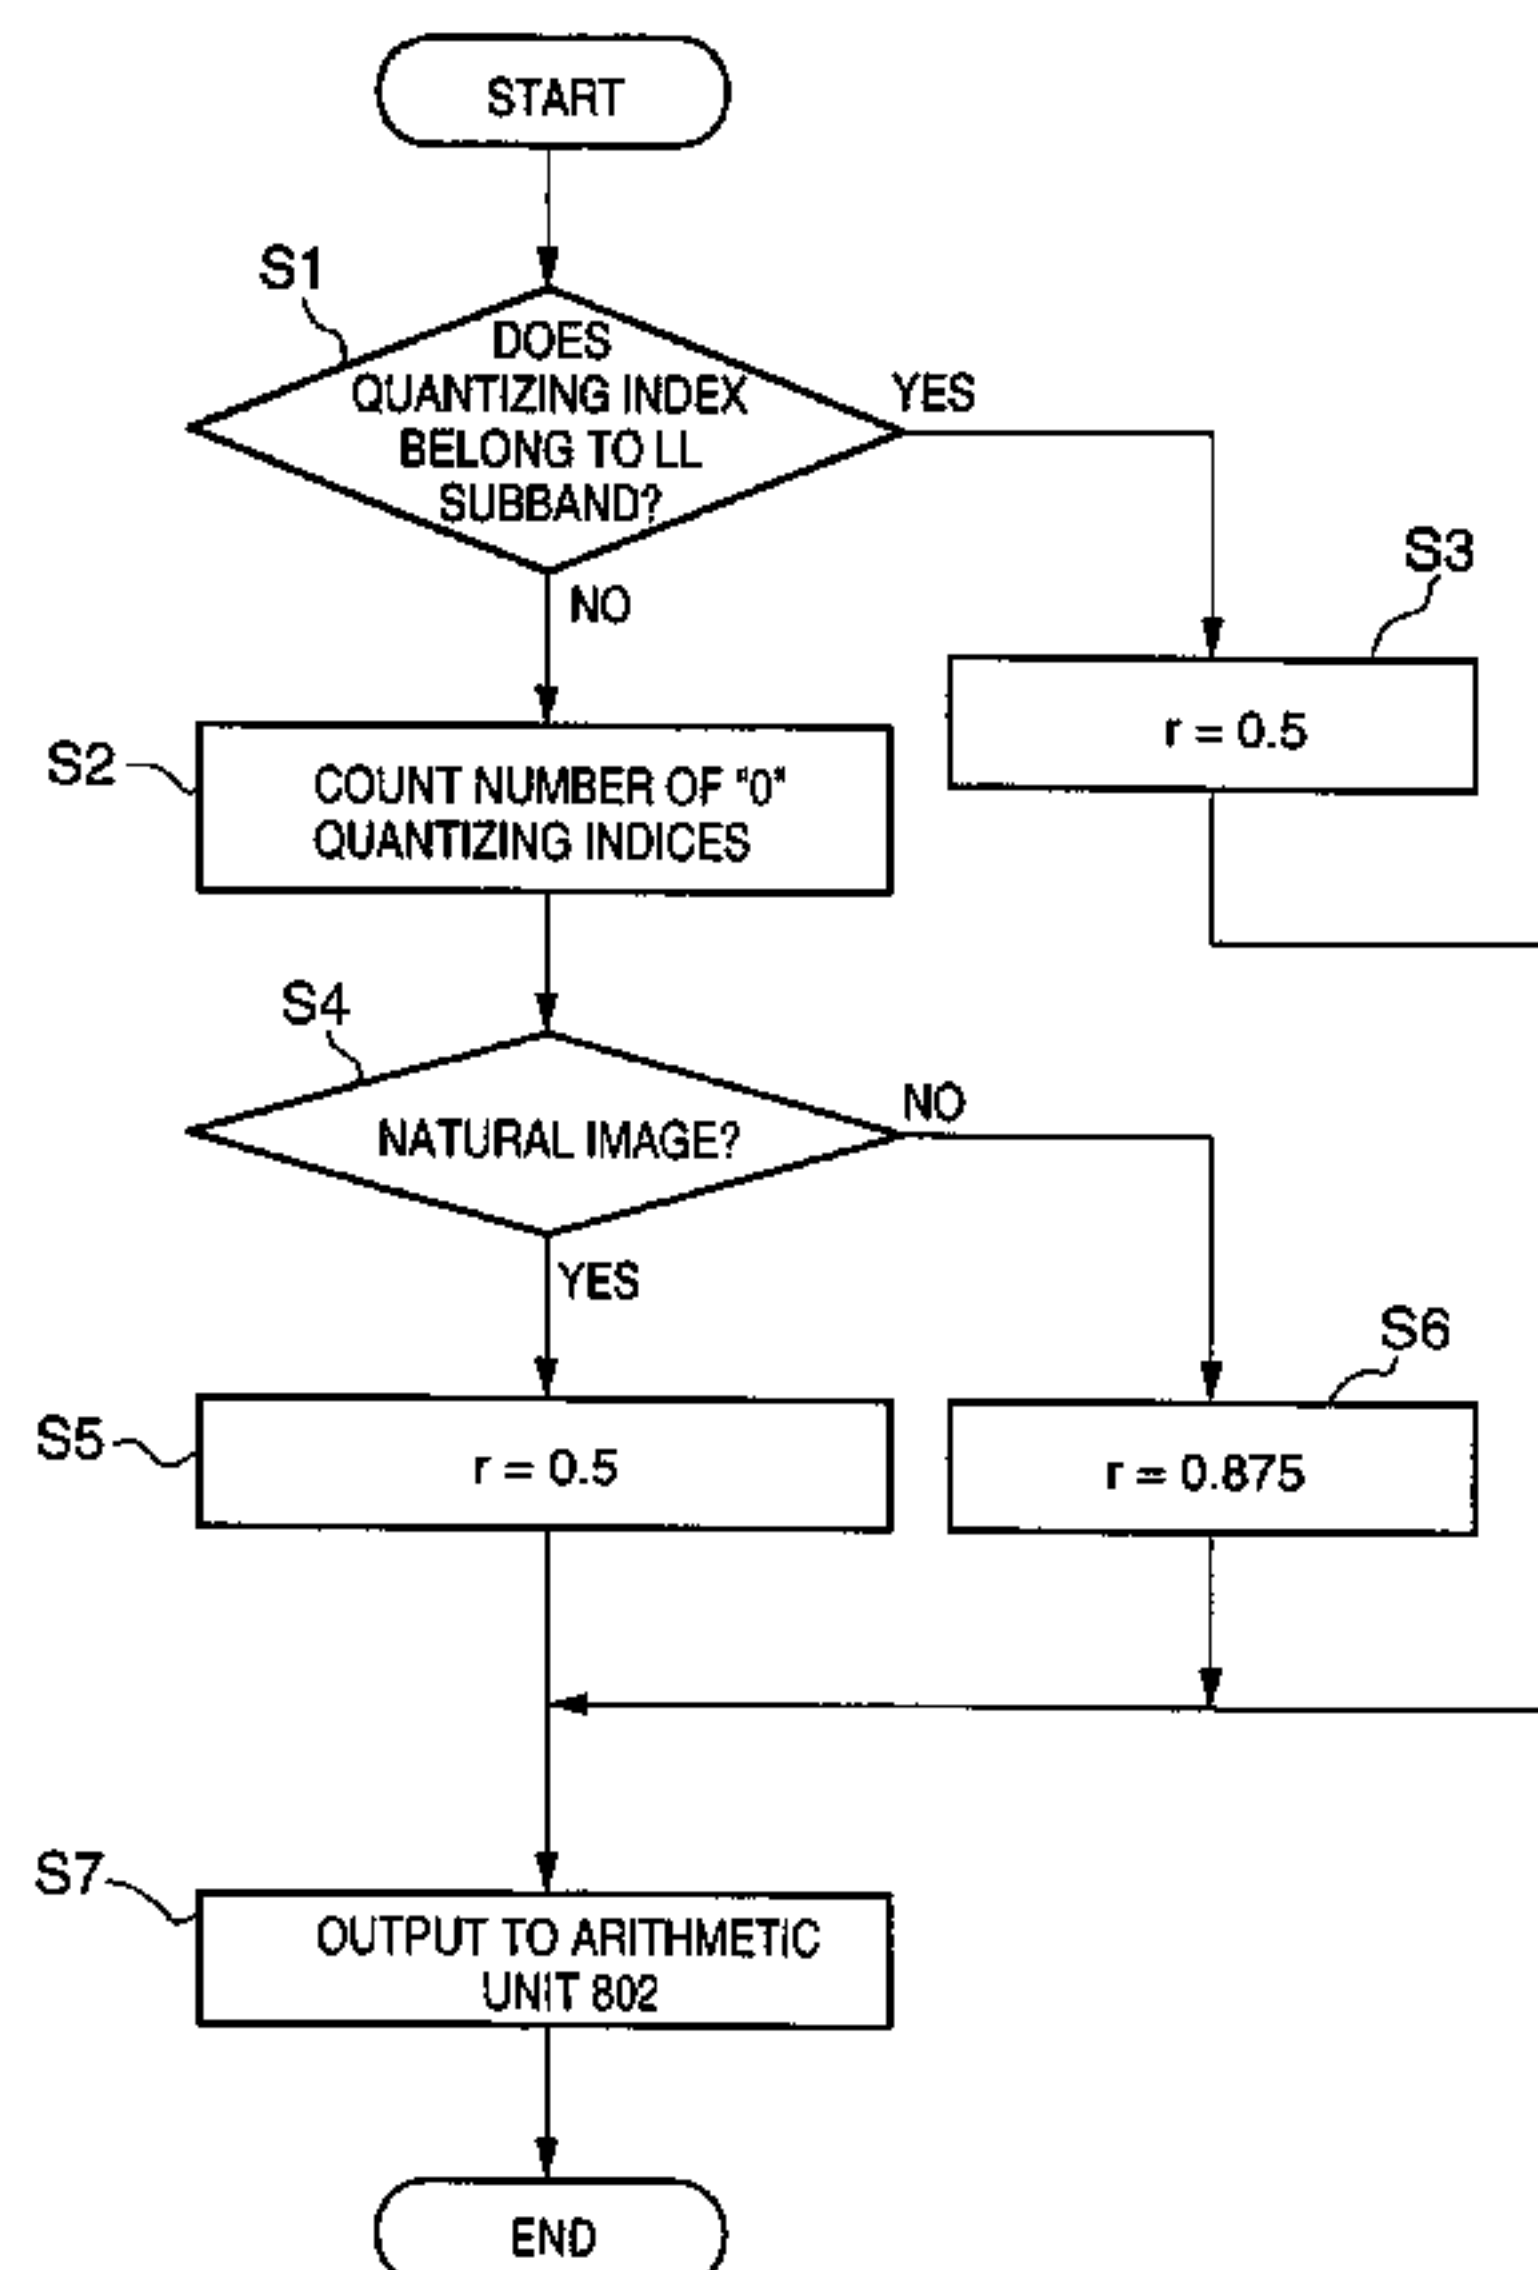 START
S1
DOES
QUANTIZING INDEX
BELONG TO LL
SUBBAND?
YES
NO
S3
r = 0.5
S2
COUNT NUMBER OF "0"
QUANTIZING INDICES
S4
NATURAL IMAGE?
NO
YES
S6
r = 0.875
S5
r = 0.5
S7
OUTPUT TO ARITHMETIC
UNIT 802
END